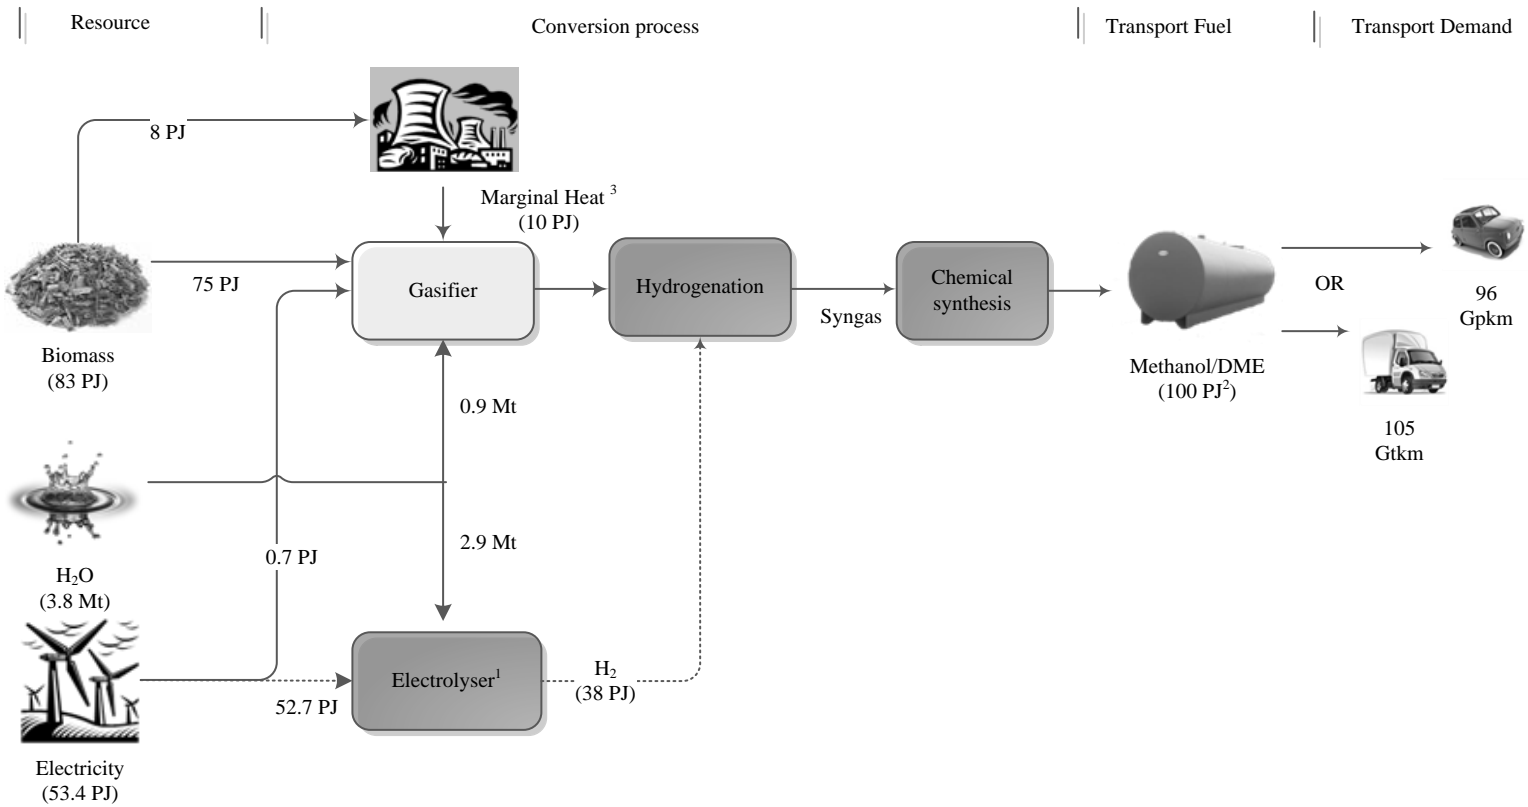 Resource
Conversion process
Transport Fuel
Transport Demand
8 PJ
Marginal Heat ³
(10 PJ)
75 PJ
Gasifier
Hydrogenation
Syngas
Chemical
synthesis
OR
96
Gpkm
Biomass
(83 PJ)
Methanol/DME
(100 PJ²)
0.9 Mt
105
Gtkm
2.9 Mt
0.7 PJ
H₂O
(3.8 Mt)
Electrolyser¹
H₂
(38 PJ)
52.7 PJ
Electricity
(53.4 PJ)